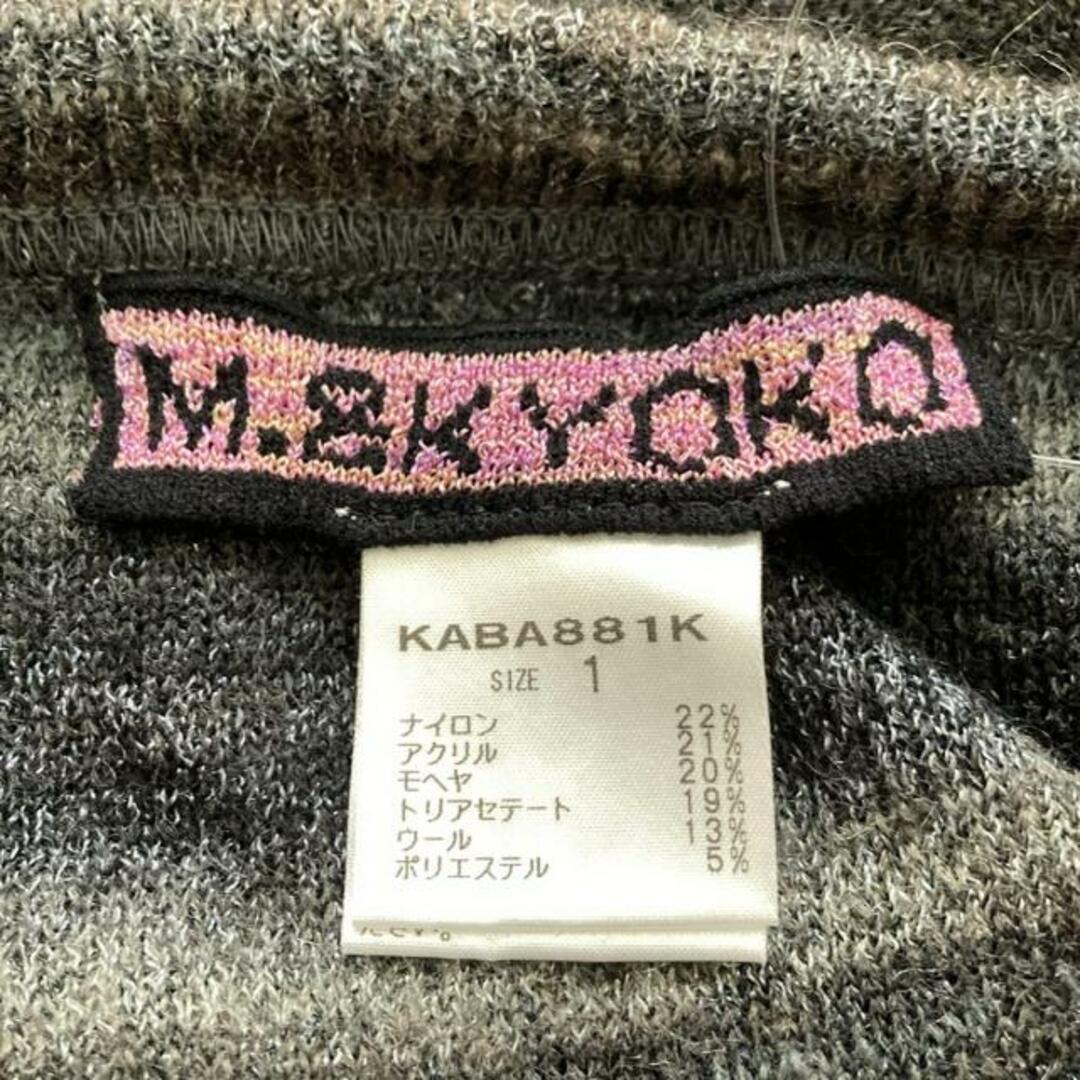 M.&KYOKO
KABA881K
SIZE 1
ナイロン 22%
アクリル 21%
モヘヤ 20%
トリアセテート 19%
ウール 13%
ポリエステル 5%